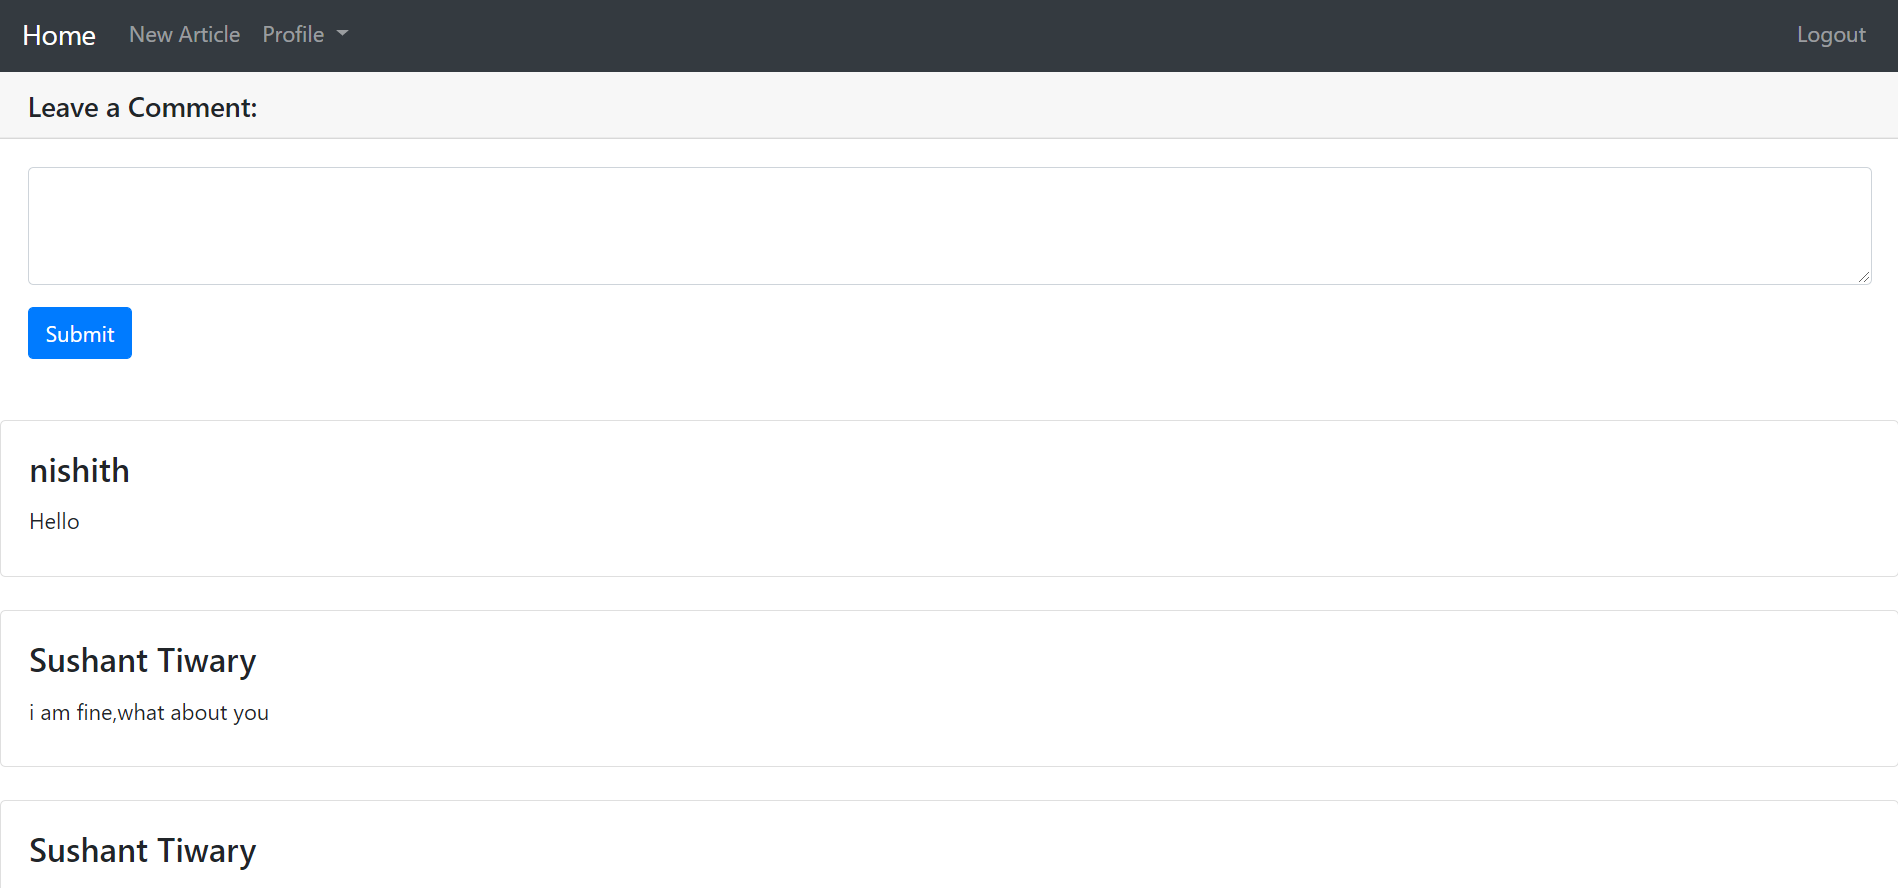 Home New Article Profile Logout
Leave a Comment:
Submit
nishith
Hello
Sushant Tiwary
i am fine,what about you
Sushant Tiwary